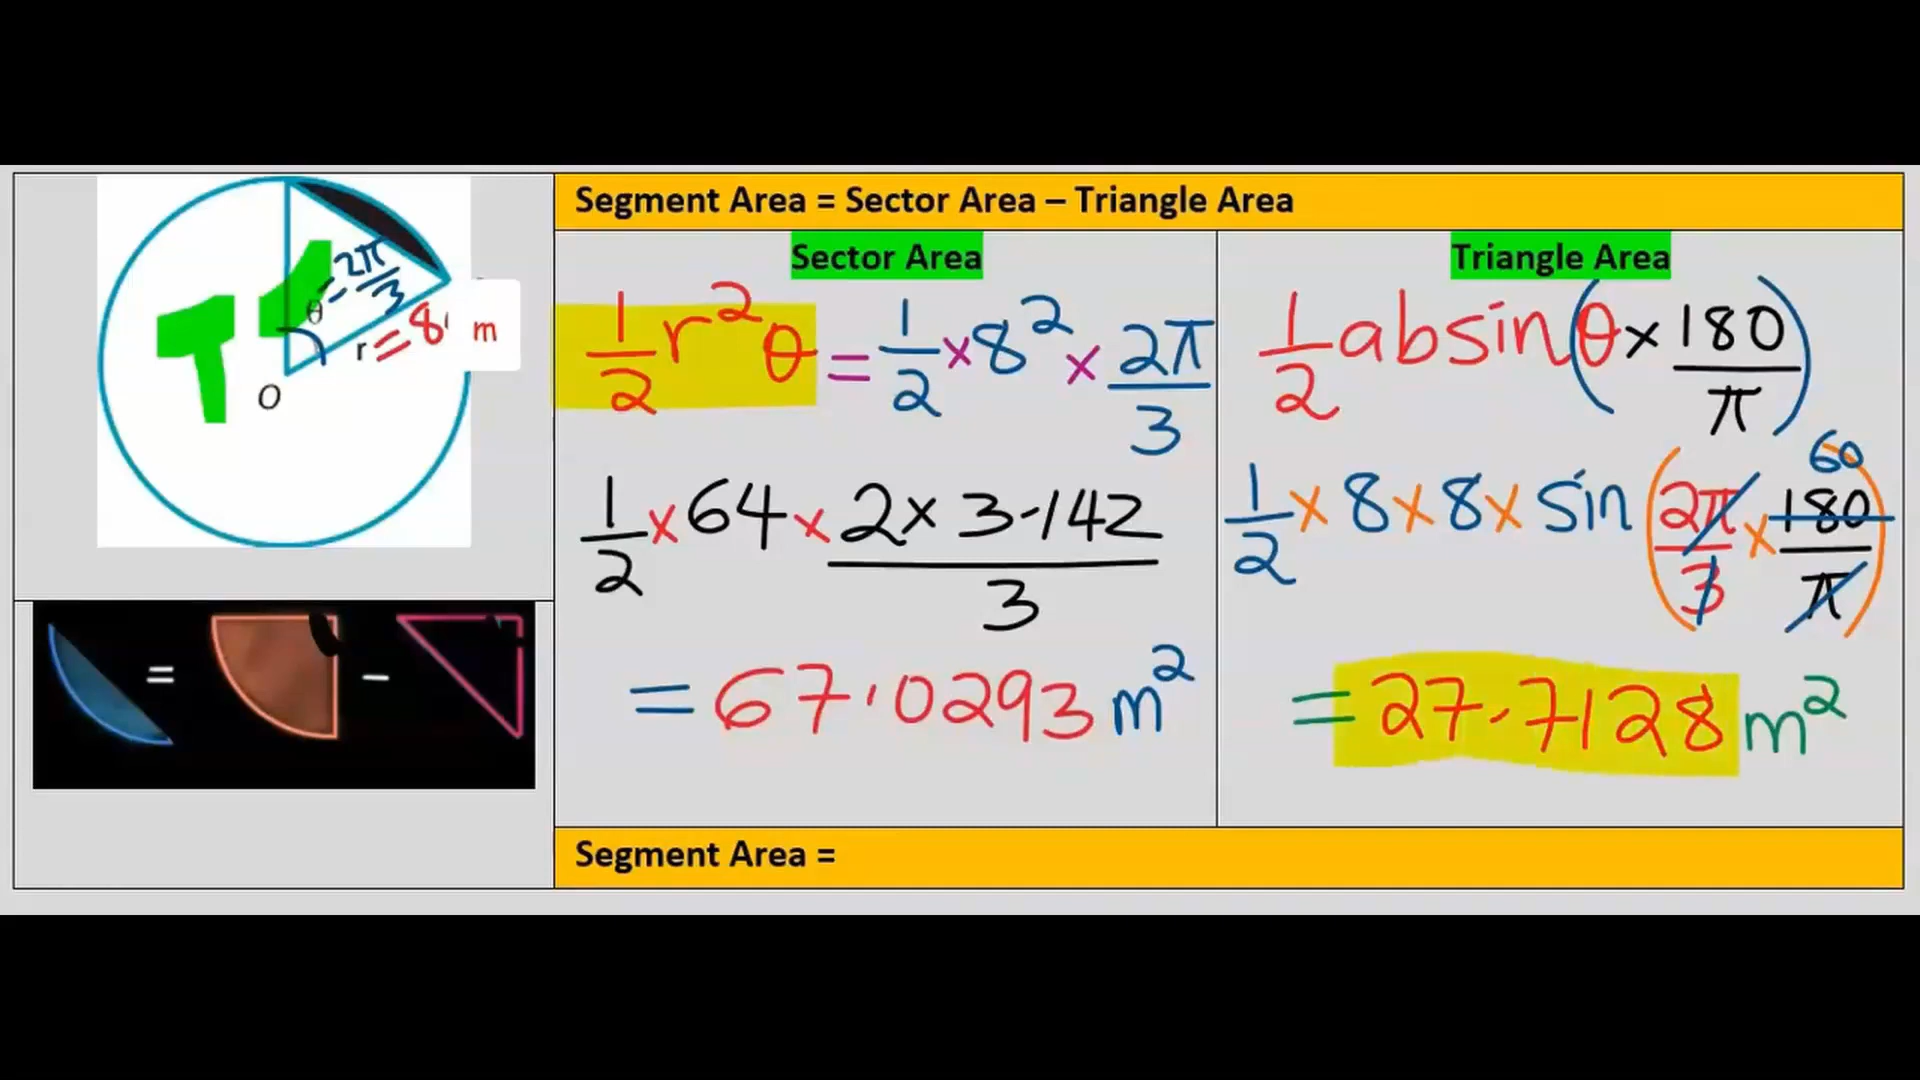 Segment Area = Sector Area – Triangle Area
θ = 2π/3
r = 8 m
O
Sector Area
1/2 r²θ = 1/2 × 8² × 2π/3
1/2 × 64 × 2 × 3.142/3
= 67.0293 m²
Triangle Area
1/2 ab sin (θ × 180/π)
60
1/2 × 8 × 8 × sin (2π/3 × 180/π)
= 27.7128 m²
= –
Segment Area =